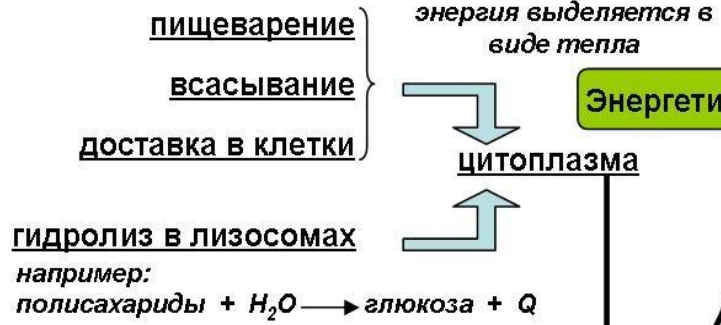 пищеварение
всасывание
доставка в клетки
энергия выделяется в
виде тепла
Энергети
цитоплазма
гидролиз в лизосомах
например:
полисахариды + H₂O → глюкоза + Q